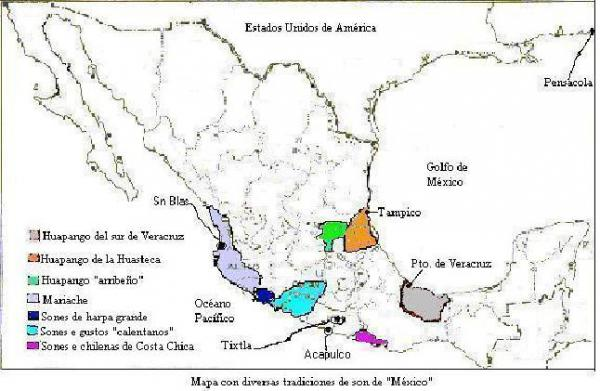 Estados Unidos de América
Pensácola
Golfo de
México
Sn Blas
Tampico
Pto. de Veracruz
Huapango del sur de Veracruz
Huapango de la Huasteca
Huapango "arribeño"
Mariache
Sones de harpa grande
Sones e gustos "calentanos"
Sones e chilenas de Costa Chica
Océano
Pacífico
Tixtla
Acapulco
Mapa con diversas tradiciones de son de "México"